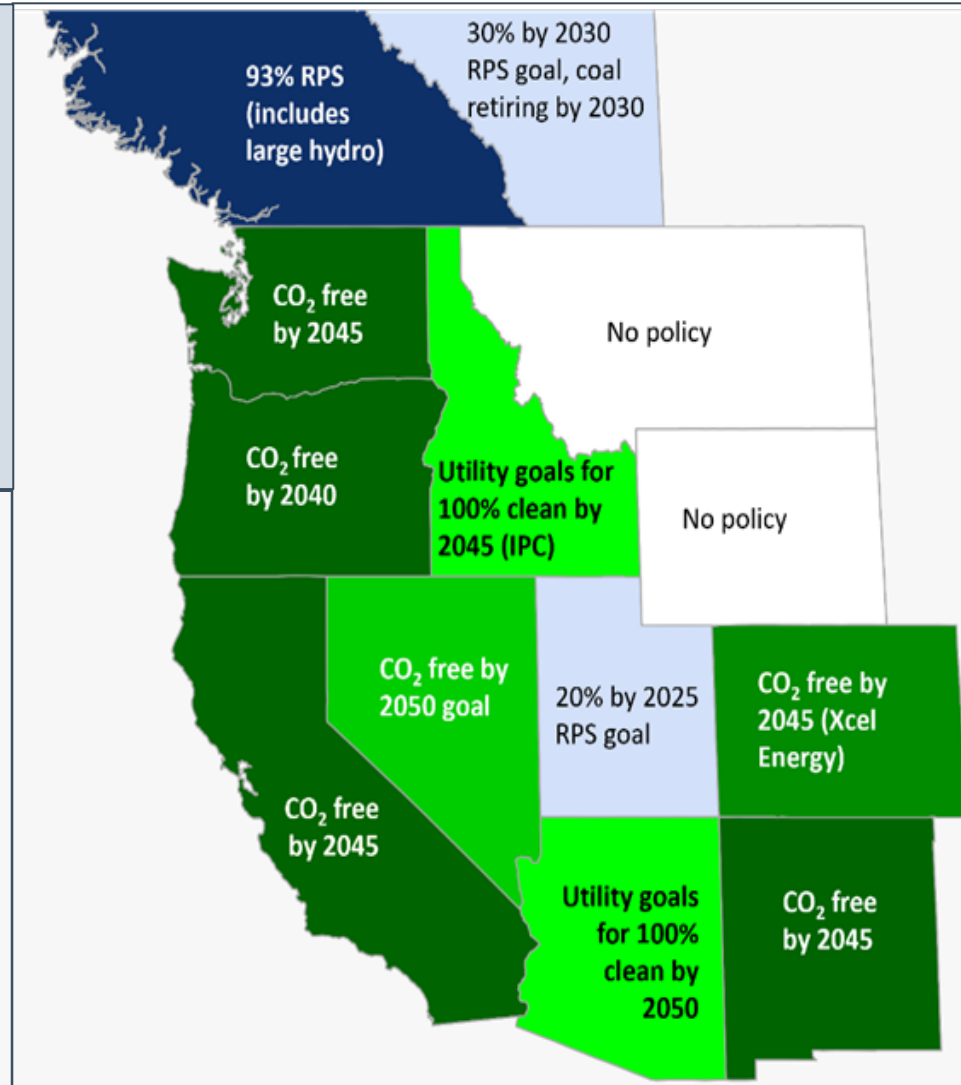 93% RPS
(includes
large hydro)
30% by 2030
RPS goal, coal
retiring by 2030
CO₂ free
by 2045
No policy
CO₂ free
by 2040
Utility goals for
100% clean by
2045 (IPC)
No policy
CO₂ free by
2050 goal
20% by 2025
RPS goal
CO₂ free by
2045 (Xcel
Energy)
CO₂ free
by 2045
Utility goals
for 100%
clean by
2050
CO₂ free
by 2045